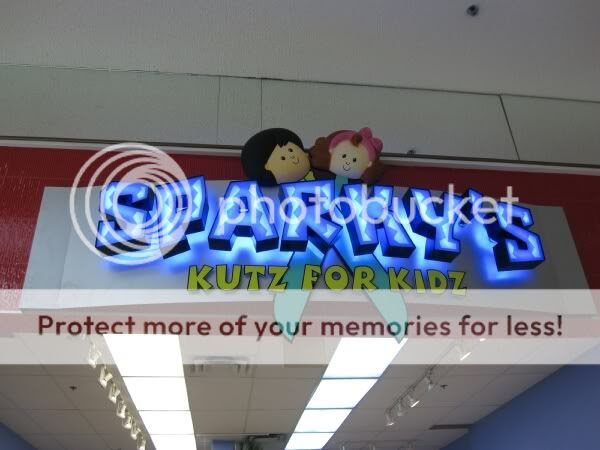 SPARKY'S
photobucket
KUTZ FOR KIDZ
Protect more of your memories for less!